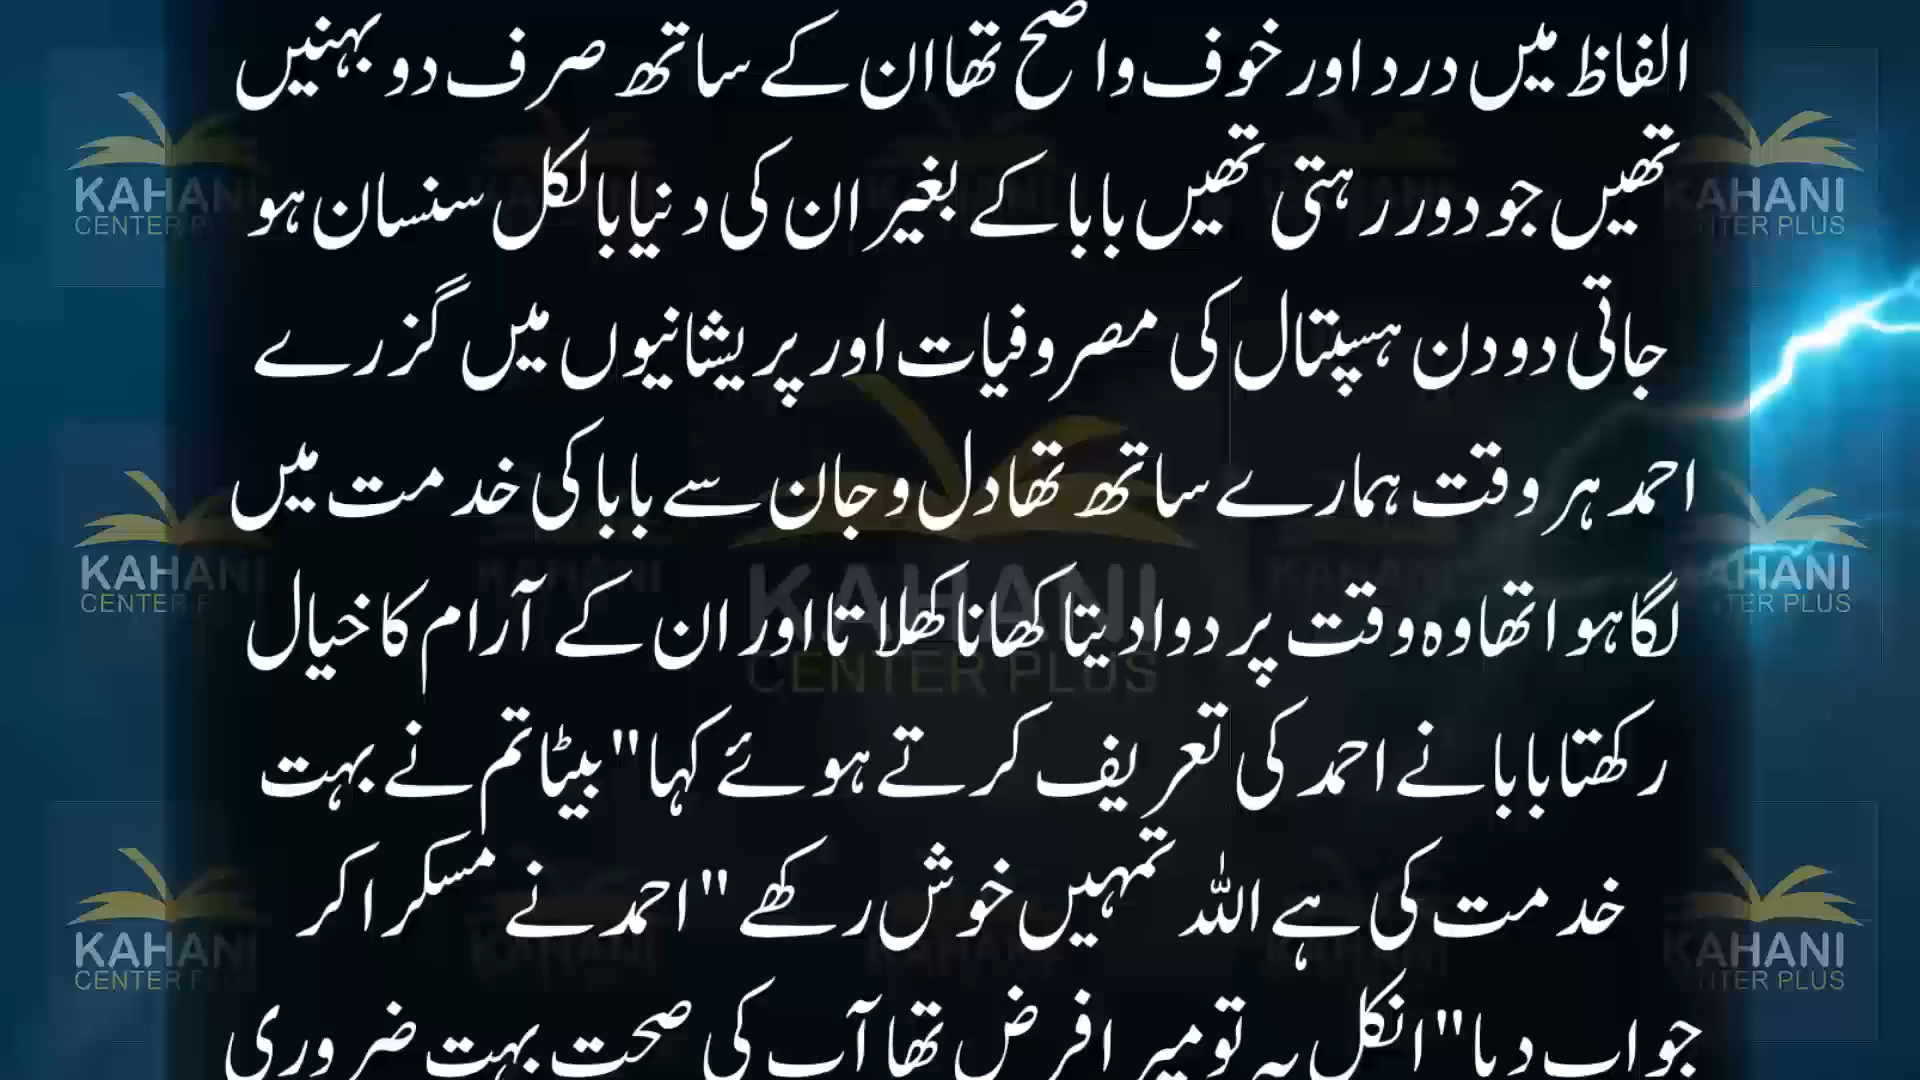 الفاظ میں درد اور خوف واضح تھا ان کے ساتھ صرف دو بہنیں
تھیں جو دور رہتی تھیں بابا کے بغیر ان کی دنیا بالکل سنسان ہو
جاتی دو دن ہسپتال کی مصروفیات اور پریشانیوں میں گزرے
احمد ہر وقت ہمارے ساتھ تھا دل و جان سے بابا کی خدمت میں
لگا ہوا تھا وہ وقت پر دوا دیتا کھانا کھلاتا اور ان کے آرام کا خیال
رکھتا بابا نے احمد کی تعریف کرتے ہوئے کہا "بیٹا تم نے بہت
خدمت کی ہے اللہ تمہیں خوش رکھے" احمد نے مسکرا کر
جواب دیا "انکل یہ تو میرا فرض تھا آپ کی صحت بہت ضروری
KAHANI
CENTER PLUS